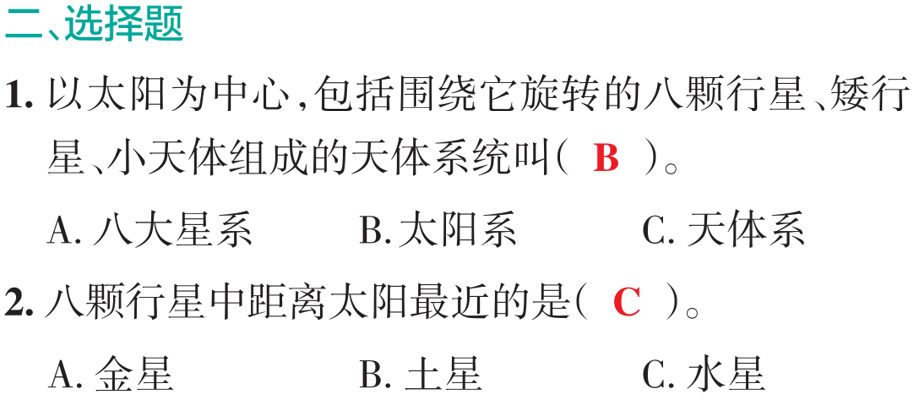 二、选择题
1. 以太阳为中心,包括围绕它旋转的八颗行星、矮行
星、小天体组成的天体系统叫( B )。
A. 八大星系 B. 太阳系 C. 天体系
2. 八颗行星中距离太阳最近的是( C )。
A. 金星 B. 土星 C. 水星